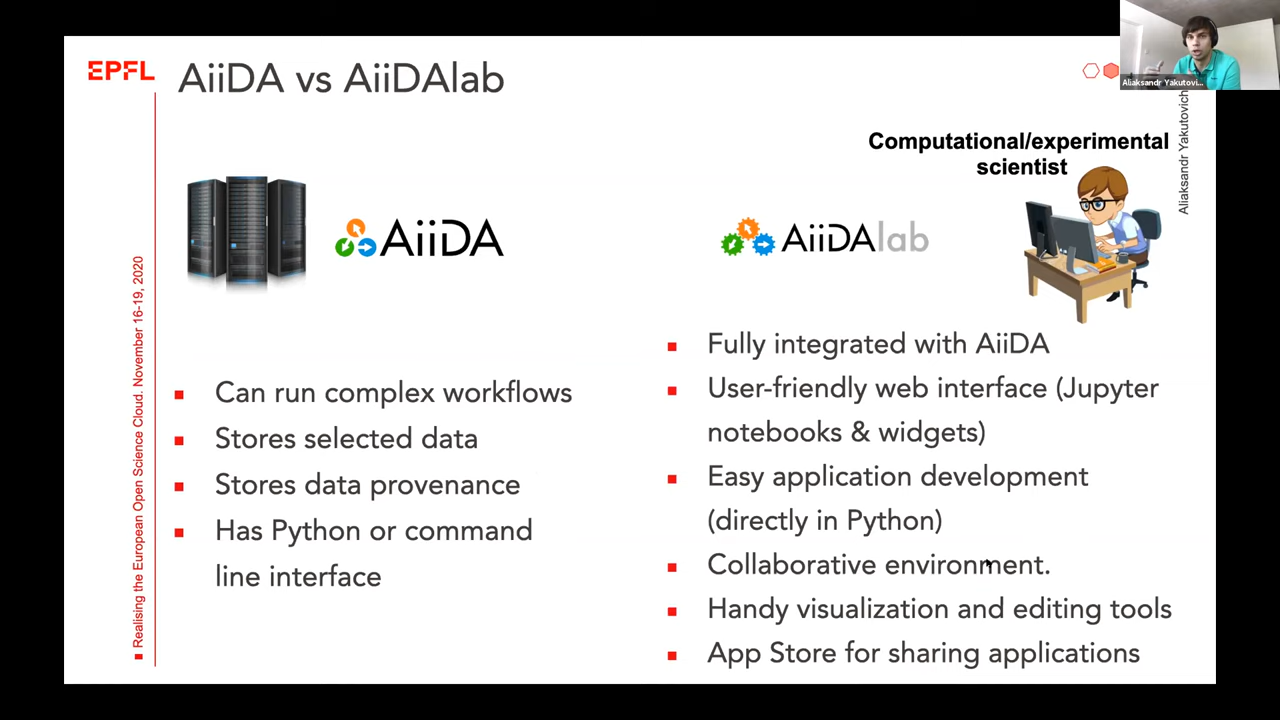 EPFL
AiiDA vs AiiDAlab
Aliaksandr Yakutovi...
Aliaksandr Yakutovich
Realising the European Open Science Cloud. November 16-19, 2020
AiiDA
Can run complex workflows
Stores selected data
Stores data provenance
Has Python or command
line interface
Computational/experimental
scientist
AiiDAlab
Fully integrated with AiiDA
User-friendly web interface (Jupyter
notebooks & widgets)
Easy application development
(directly in Python)
Collaborative environment.
Handy visualization and editing tools
App Store for sharing applications